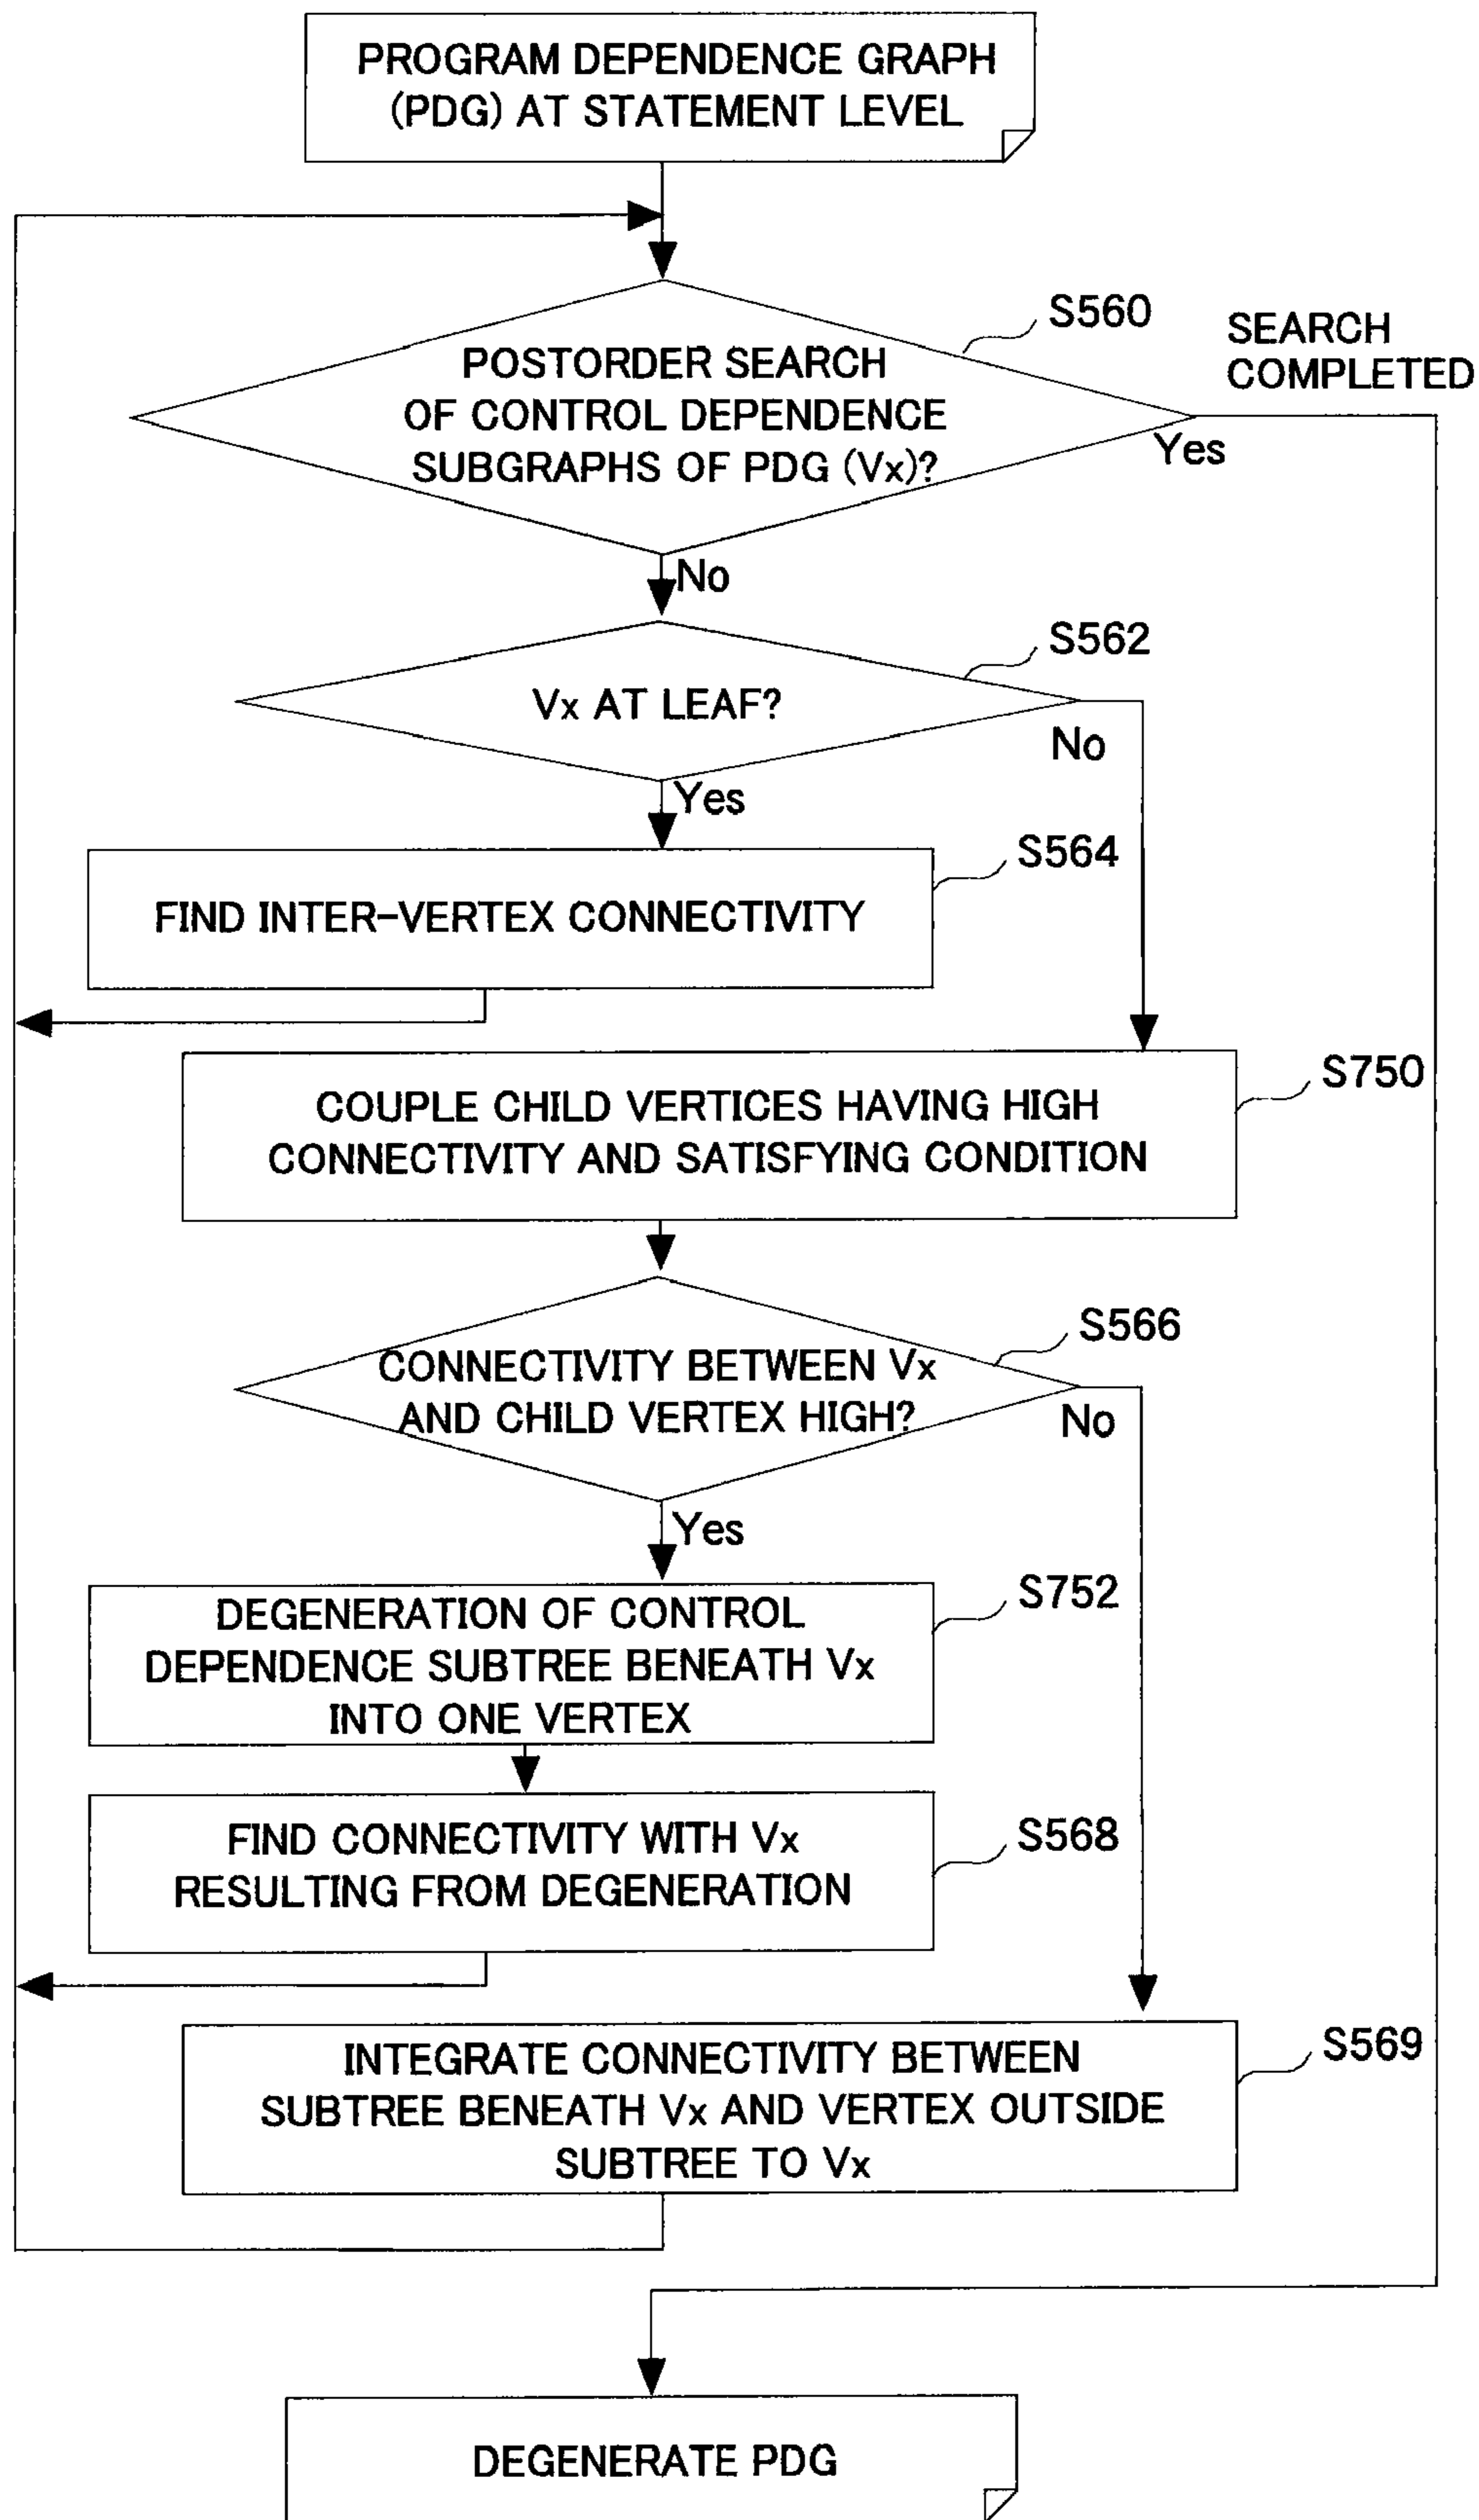 PROGRAM DEPENDENCE GRAPH
(PDG) AT STATEMENT LEVEL
S560
SEARCH
COMPLETED
POSTORDER SEARCH
OF CONTROL DEPENDENCE
SUBGRAPHS OF PDG (Vx)?
Yes
No
S562
Vx AT LEAF?
No
Yes
S564
FIND INTER-VERTEX CONNECTIVITY
S750
COUPLE CHILD VERTICES HAVING HIGH
CONNECTIVITY AND SATISFYING CONDITION
S566
CONNECTIVITY BETWEEN Vx
AND CHILD VERTEX HIGH?
No
Yes
S752
DEGENERATION OF CONTROL
DEPENDENCE SUBTREE BENEATH Vx
INTO ONE VERTEX
S568
FIND CONNECTIVITY WITH Vx
RESULTING FROM DEGENERATION
S569
INTEGRATE CONNECTIVITY BETWEEN
SUBTREE BENEATH Vx AND VERTEX OUTSIDE
SUBTREE TO Vx
DEGENERATE PDG